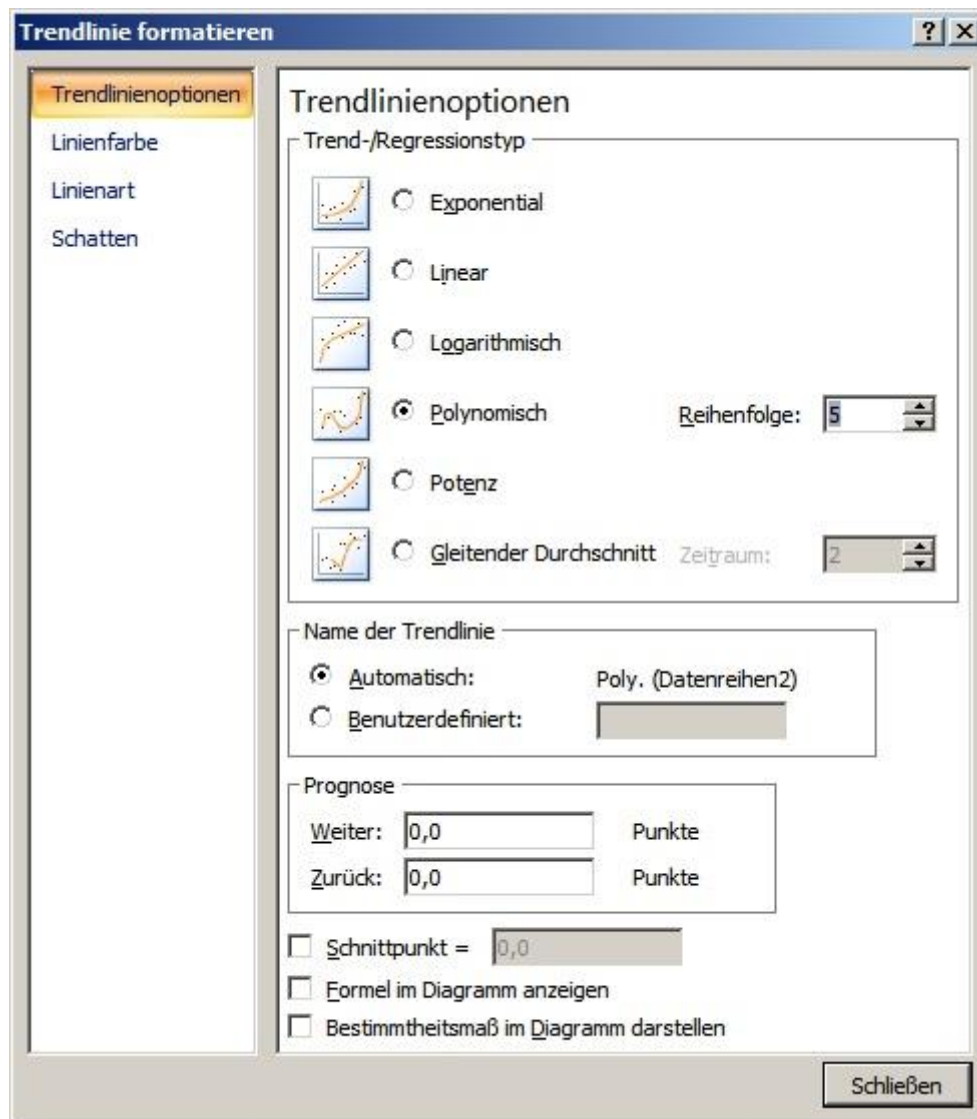 Trendlinie formatieren
Trendlinienoptionen
Linienfarbe
Linienart
Schatten
Trendlinienoptionen
Trend-/Regressionstyp
Exponential
Linear
Logarithmisch
Polynomisch Reihenfolge: 5
Potenz
Gleitender Durchschnitt Zeitraum: 2
Name der Trendlinie
Automatisch: Poly. (Datenreihen2)
Benutzerdefiniert:
Prognose
Weiter: 0,0 Punkte
Zurück: 0,0 Punkte
Schnittpunkt = 0,0
Formel im Diagramm anzeigen
Bestimmtheitsmaß im Diagramm darstellen
Schließen